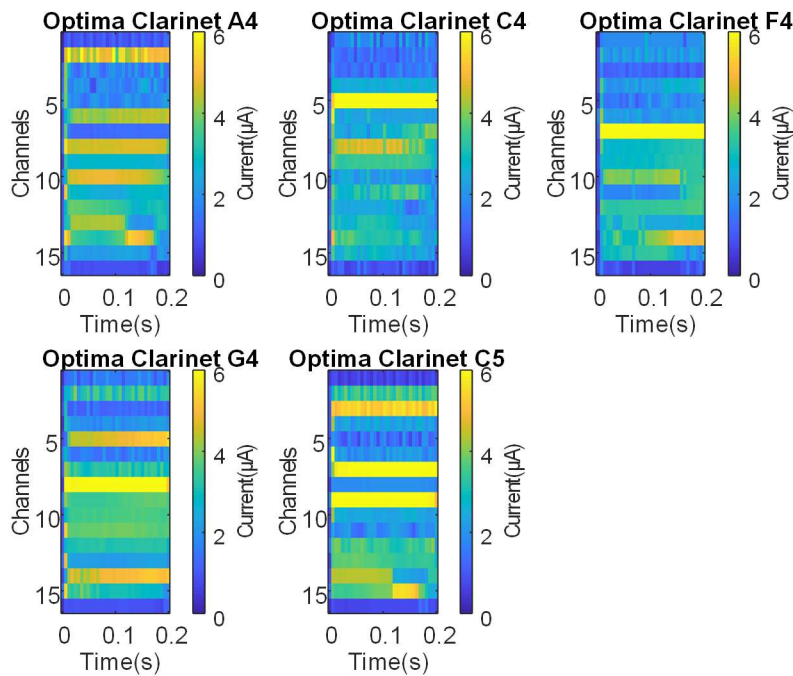 Optima Clarinet A4
Channels
5
10
15
0 0.1 0.2
Time(s)
6
4
2
0
Current(µA)
Optima Clarinet C4
Channels
5
10
15
0 0.1 0.2
Time(s)
6
4
2
0
Current(µA)
Optima Clarinet F4
Channels
5
10
15
0 0.1 0.2
Time(s)
6
4
2
0
Current(µA)
Optima Clarinet G4
Channels
5
10
15
0 0.1 0.2
Time(s)
6
4
2
0
Current(µA)
Optima Clarinet C5
Channels
5
10
15
0 0.1 0.2
Time(s)
6
4
2
0
Current(µA)